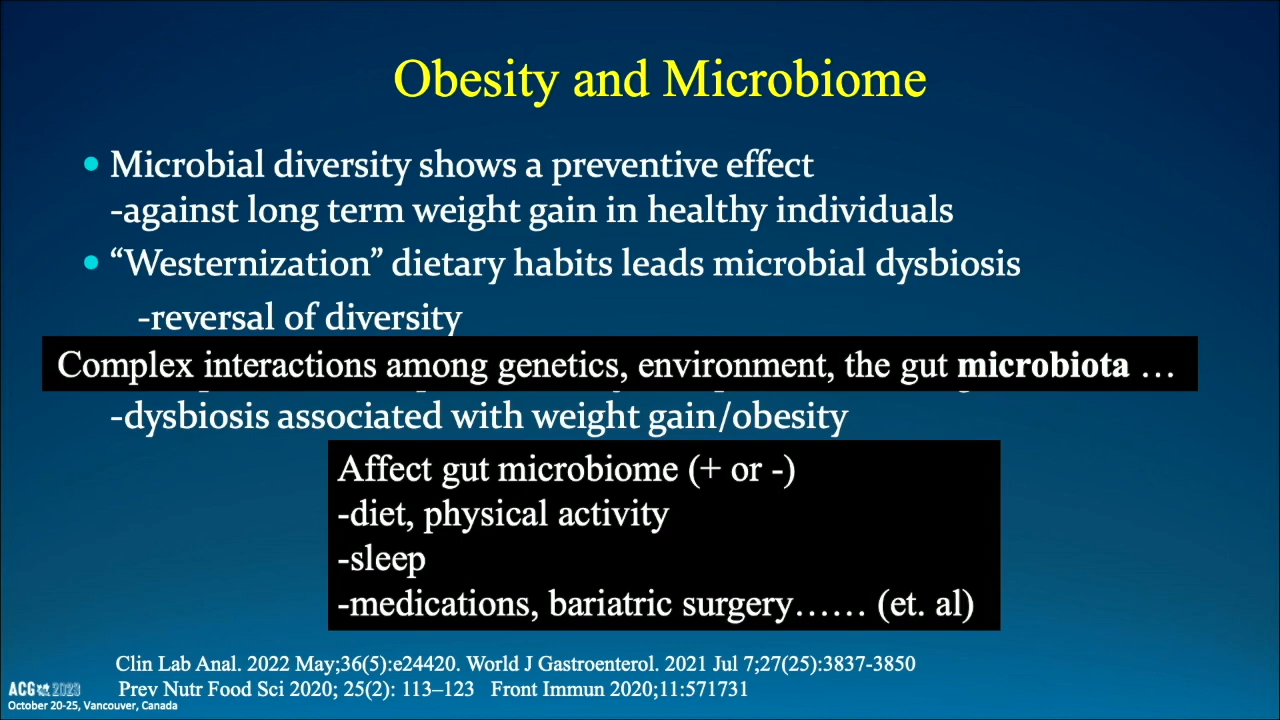 Obesity and Microbiome
• Microbial diversity shows a preventive effect
-against long term weight gain in healthy individuals
• “Westernization” dietary habits leads microbial dysbiosis
-reversal of diversity
Complex interactions among genetics, environment, the gut microbiota …
-dysbiosis associated with weight gain/obesity
Affect gut microbiome (+ or -)
-diet, physical activity
-sleep
-medications, bariatric surgery…… (et. al)
Clin Lab Anal. 2022 May;36(5):e24420. World J Gastroenterol. 2021 Jul 7;27(25):3837-3850
Prev Nutr Food Sci 2020; 25(2): 113–123 Front Immun 2020;11:571731
ACG 2023
October 20-25, Vancouver, Canada